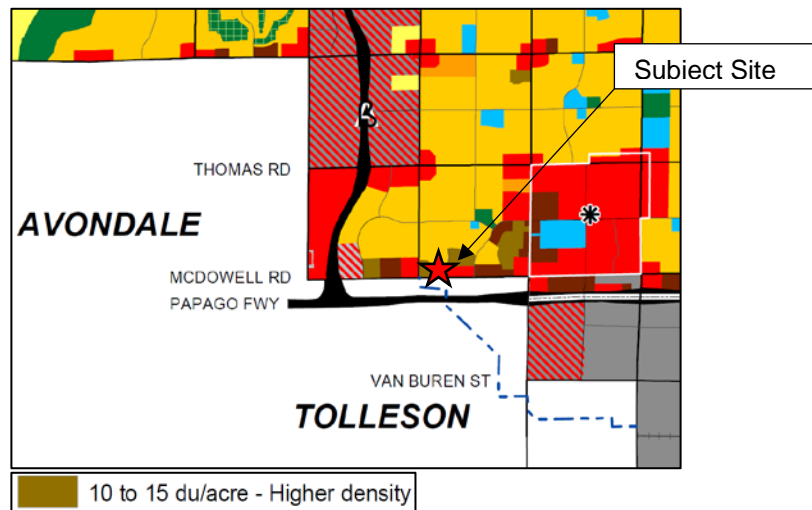 Subject Site
THOMAS RD
AVONDALE
MCDOWELL RD
PAPAGO FWY
VAN BUREN ST
TOLLESON
10 to 15 du/acre - Higher density